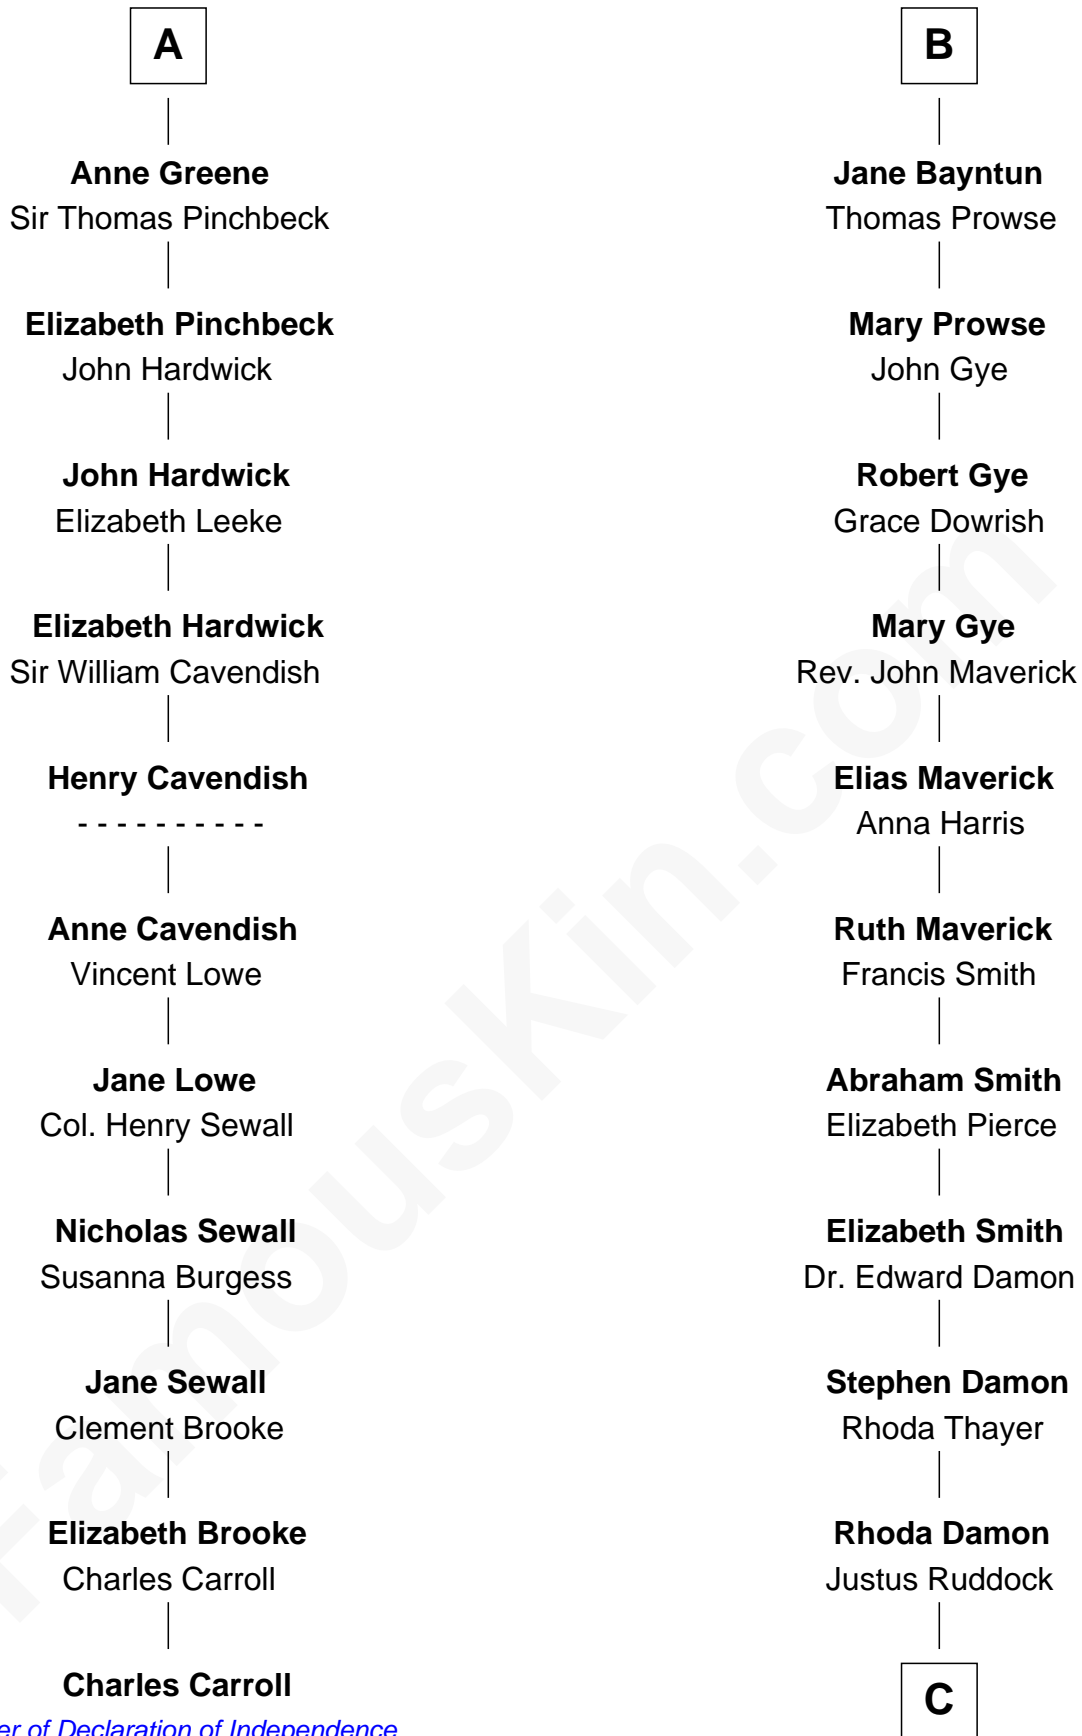 A
Anne Greene
Sir Thomas Pinchbeck
Elizabeth Pinchbeck
John Hardwick
John Hardwick
Elizabeth Leeke
Elizabeth Hardwick
Sir William Cavendish
Henry Cavendish
- - - - - - - - - -
Anne Cavendish
Vincent Lowe
Jane Lowe
Col. Henry Sewall
Nicholas Sewall
Susanna Burgess
Jane Sewall
Clement Brooke
Elizabeth Brooke
Charles Carroll
Charles Carroll
er of Declaration of Independence
B
Jane Bayntun
Thomas Prowse
Mary Prowse
John Gye
Robert Gye
Grace Dowrish
Mary Gye
Rev. John Maverick
Elias Maverick
Anna Harris
Ruth Maverick
Francis Smith
Abraham Smith
Elizabeth Pierce
Elizabeth Smith
Dr. Edward Damon
Stephen Damon
Rhoda Thayer
Rhoda Damon
Justus Ruddock
C
FamousKin.com